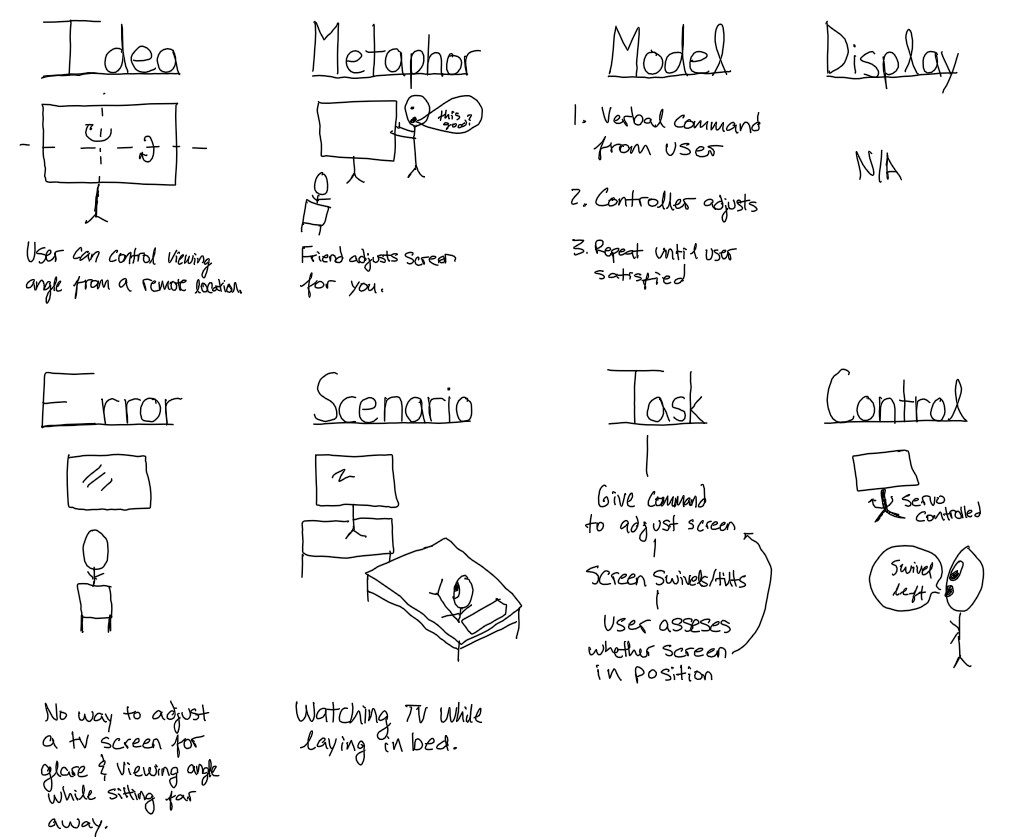 Idea
User can control viewing
angle from a remote location.
Metaphor
this
good?
Friend adjusts screen
for you.
Model
1. Verbal command
from user
2. Controller adjusts
3. Repeat until user
satisfied
Display
N/A
Error
No way to adjust
a tv screen for
glare & viewing angle
while sitting far
away.
Scenario
Watching TV while
laying in bed.
Task
Give command
to adjust screen
Screen swivels/tilts
User asseses
whether screen
in position
Control
Servo
controlled
Swivel
left